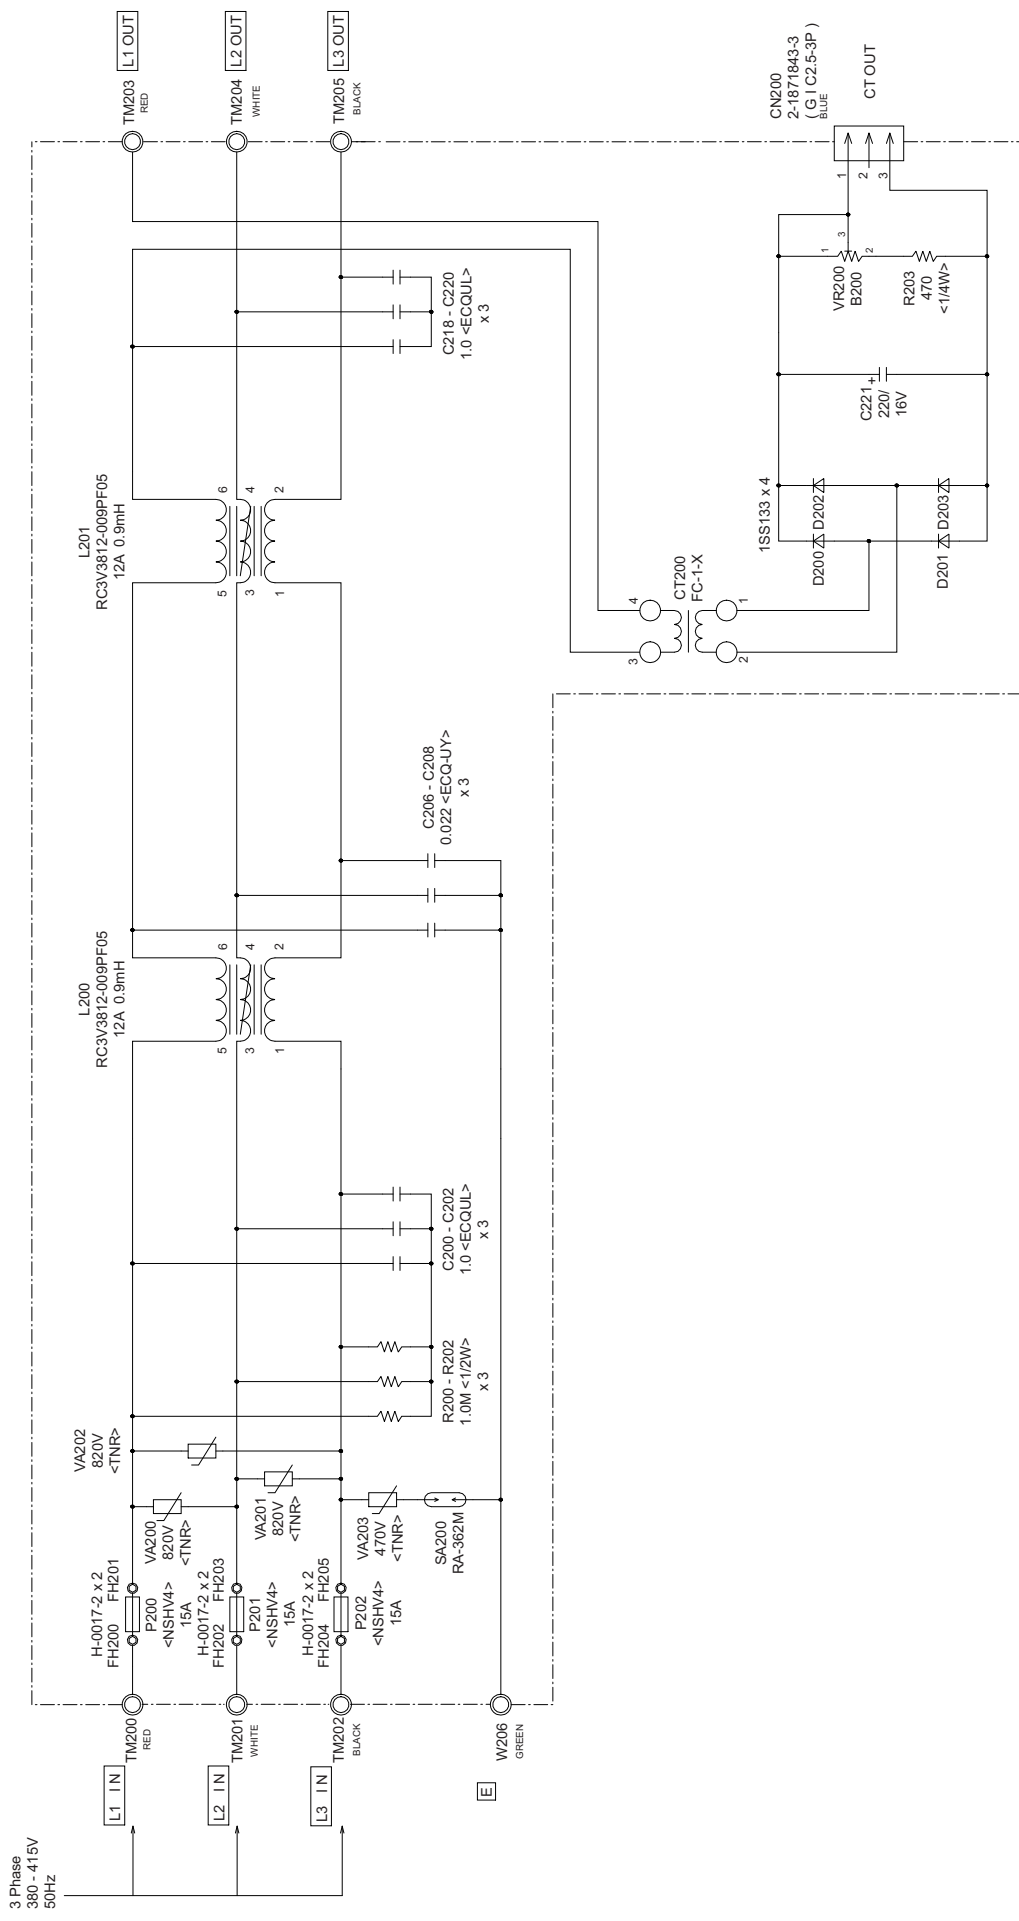 L1 OUT
TM203
RED
L2 OUT
TM204
WHITE
L3 OUT
TM205
BLACK
CN200
2-1871843-3
( G I C2.5-3P )
BLUE
CT OUT
1
2
3
1
3
2
VR200
B200
R203
470
<1/4W>
C221
+
220/
16V
1SS133 x 4
D200
D202
D201
D203
CT200
FC-1-X
4
3
1
2
C218 - C220
1.0 <ECQUL>
x 3
L201
RC3V3812-009PF05
12A 0.9mH
6
4
2
5
3
1
C206 - C208
0.022 <ECQ-UY>
x 3
L200
RC3V3812-009PF05
12A 0.9mH
6
4
2
5
3
1
C200 - C202
1.0 <ECQUL>
x 3
R200 - R202
1.0M <1/2W>
x 3
VA202
820V
<TNR>
VA200
820V
<TNR>
VA201
820V
<TNR>
VA203
470V
<TNR>
SA200
RA-362M
H-0017-2 x 2
FH200 FH201
P200
<NSHV4>
15A
H-0017-2 x 2
FH202 FH203
P201
<NSHV4>
15A
H-0017-2 x 2
FH204 FH205
P202
<NSHV4>
15A
TM200
RED
L1 IN
TM201
WHITE
L2 IN
TM202
BLACK
L3 IN
W206
GREEN
E
3 Phase
380 - 415V
50Hz